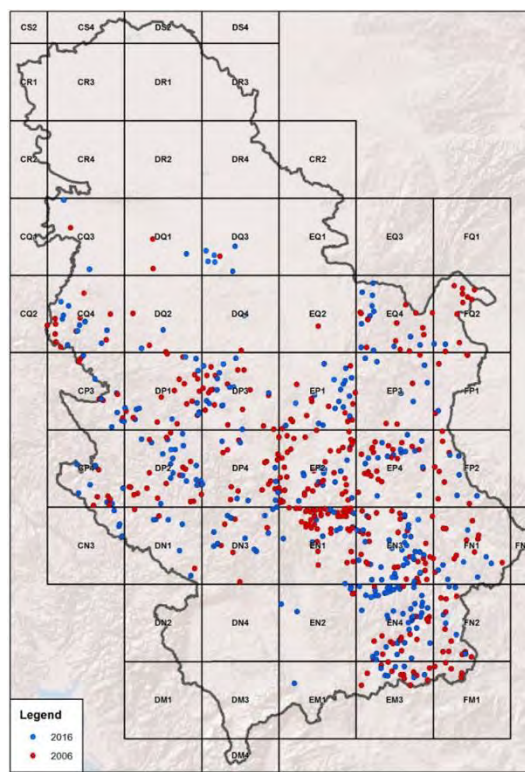 CS2 CS4 DS2 DS4
CR1 CR3 DR1 DR3
CR2 CR4 DR2 DR4 CR2
CQ1 CQ3 DQ1 DQ3 EQ1 EQ3 FQ1
CQ2 CQ4 DQ2 DQ4 EQ2 EQ4 FQ2
CP3 DP1 DP3 EP1 EP3 FP1
CP4 DP2 DP4 EP2 EP4 FP2
CN3 DN1 DN3 EN1 EN3 FN1 FN
DN2 DN4 EN2 EN4 FN2
DM1 DM3 EM1 EM3 FM1
DM4
Legend
2016
2006